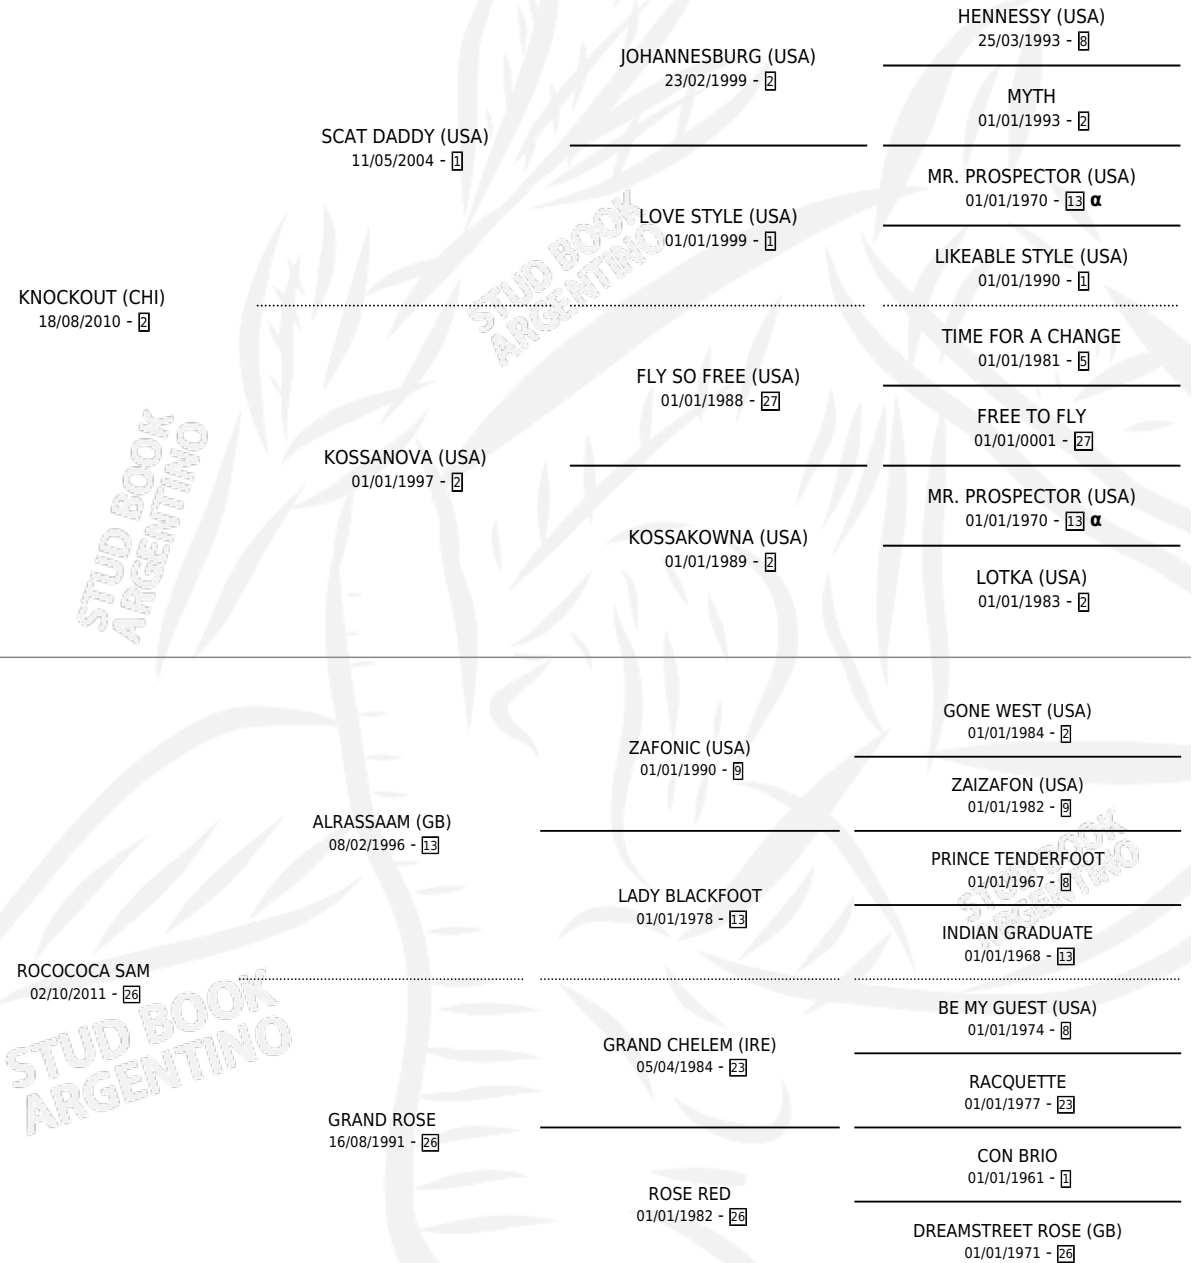 HENNESSY (USA)
25/03/1993 - 8
JOHANNESBURG (USA)
23/02/1999 - 2
MYTH
01/01/1993 - 2
SCAT DADDY (USA)
11/05/2004 - 1
MR. PROSPECTOR (USA)
01/01/1970 - 13 α
LOVE STYLE (USA)
01/01/1999 - 1
LIKEABLE STYLE (USA)
01/01/1990 - 1
KNOCKOUT (CHI)
18/08/2010 - 2
TIME FOR A CHANGE
01/01/1981 - 5
FLY SO FREE (USA)
01/01/1988 - 27
FREE TO FLY
01/01/0001 - 27
KOSSANOVA (USA)
01/01/1997 - 2
MR. PROSPECTOR (USA)
01/01/1970 - 13 α
KOSSAKOWNA (USA)
01/01/1989 - 2
LOTKA (USA)
01/01/1983 - 2
GONE WEST (USA)
01/01/1984 - 2
ZAFONIC (USA)
01/01/1990 - 9
ZAIZAFON (USA)
01/01/1982 - 9
ALRASSAAM (GB)
08/02/1996 - 13
PRINCE TENDERFOOT
01/01/1967 - 8
LADY BLACKFOOT
01/01/1978 - 13
INDIAN GRADUATE
01/01/1968 - 13
ROCOCOCA SAM
02/10/2011 - 26
BE MY GUEST (USA)
01/01/1974 - 8
GRAND CHELEM (IRE)
05/04/1984 - 23
RACQUETTE
01/01/1977 - 23
GRAND ROSE
16/08/1991 - 26
CON BRIO
01/01/1961 - 1
ROSE RED
01/01/1982 - 26
DREAMSTREET ROSE (GB)
01/01/1971 - 26
STUD BOOK
ARGENTINO
STUD BOOK
ARGENTINO
STUD BOOK
ARGENTINO
STUD BOOK
ARGENTINO